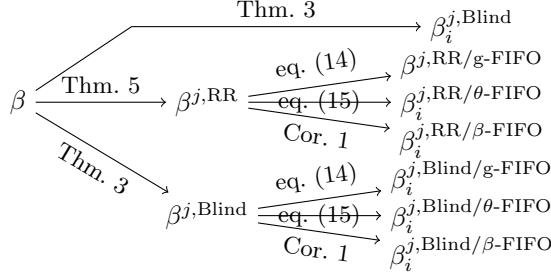 Thm. 3
β_i^{j,Blind}
eq. (14)
β_i^{j,RR/g-FIFO}
Thm. 5
β
β^{j,RR}
eq. (15)
β_i^{j,RR/θ-FIFO}
Cor. 1
β_i^{j,RR/β-FIFO}
Thm. 3
eq. (14)
β_i^{j,Blind/g-FIFO}
β^{j,Blind}
eq. (15)
β_i^{j,Blind/θ-FIFO}
Cor. 1
β_i^{j,Blind/β-FIFO}